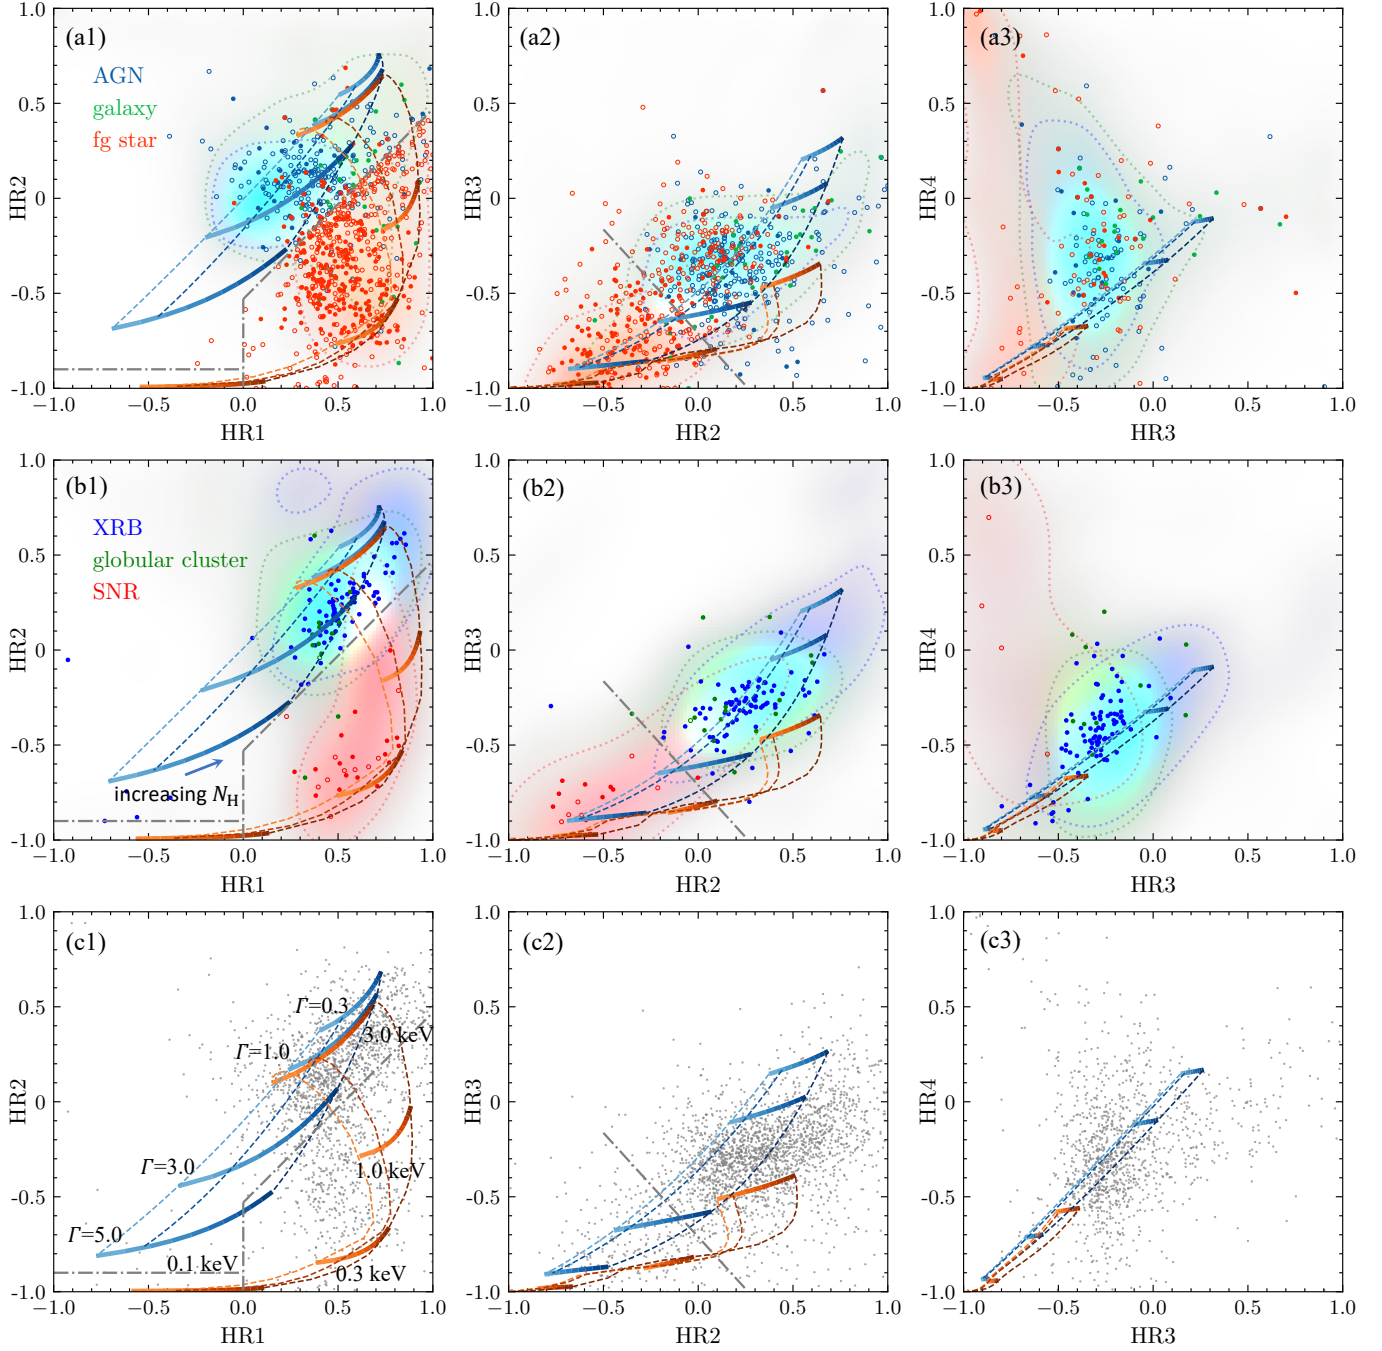 (a1)
AGN
galaxy
fg star
1.0
0.5
0
-0.5
-1.0
HR2
−1.0 −0.5 0.0 0.5 1.0
HR1
(a2)
1.0
0.5
0
-0.5
-1.0
HR3
−1.0 −0.5 0.0 0.5 1.0
HR2
(a3)
1.0
0.5
0
-0.5
-1.0
HR4
−1.0 −0.5 0.0 0.5 1.0
HR3
(b1)
XRB
globular cluster
SNR
increasing N_H
1.0
0.5
0
-0.5
-1.0
HR2
−1.0 −0.5 0.0 0.5 1.0
HR1
(b2)
1.0
0.5
0
-0.5
-1.0
HR3
−1.0 −0.5 0.0 0.5 1.0
HR2
(b3)
1.0
0.5
0
-0.5
-1.0
HR4
−1.0 −0.5 0.0 0.5 1.0
HR3
(c1)
Γ=0.3
3.0 keV
Γ=1.0
Γ=3.0
1.0 keV
Γ=5.0
0.1 keV
0.3 keV
1.0
0.5
0
-0.5
-1.0
HR2
−1.0 −0.5 0.0 0.5 1.0
HR1
(c2)
1.0
0.5
0
-0.5
-1.0
HR3
−1.0 −0.5 0.0 0.5 1.0
HR2
(c3)
1.0
0.5
0
-0.5
-1.0
HR4
−1.0 −0.5 0.0 0.5 1.0
HR3